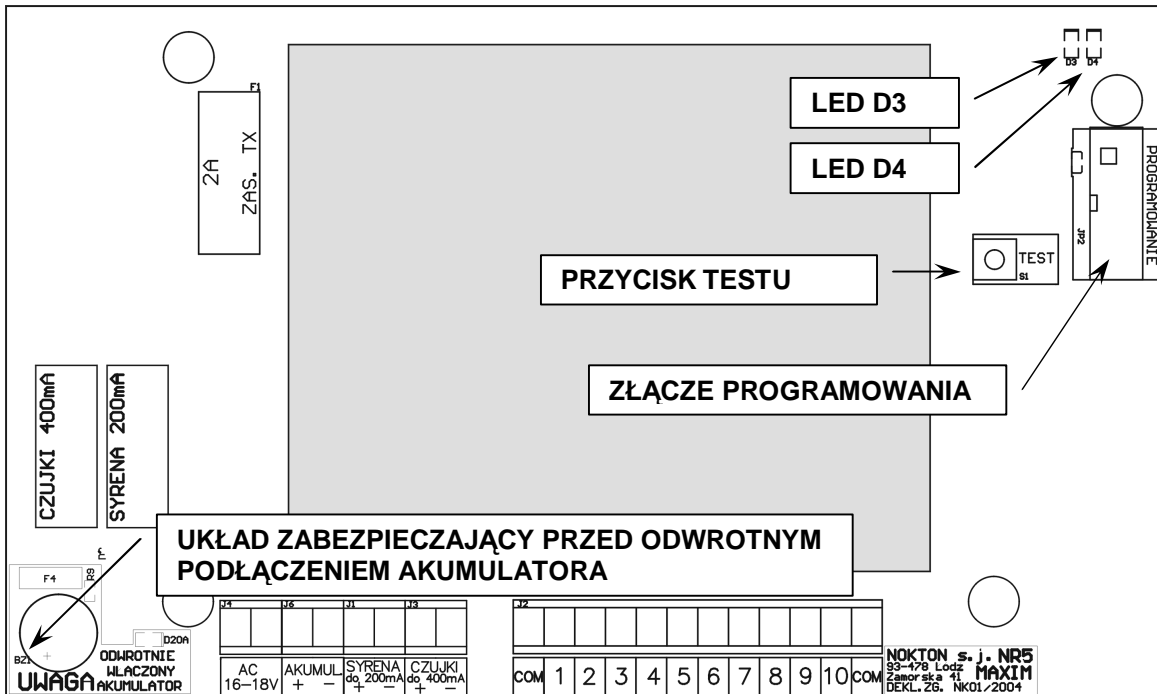 D3 D4
F1
LED D3
2A
ZAS. TX
LED D4
PROGRAMOWANIE
JP2
PRZYCISK TESTU
TEST
S1
ZŁĄCZE PROGRAMOWANIA
CZUJKI 400mA
SYRENA 200mA
UKŁAD ZABEZPIECZAJĄCY PRZED ODWROTNYM
PODŁĄCZENIEM AKUMULATORA
F4
R9
D20A
BZ1
+
ODWROTNIE
WLACZONY
UWAGA AKUMULATOR
J4 J6 J1 J3 J2
AC
16-18V
AKUMUL.
+ -
SYRENA
do 200mA
+ -
CZUJKI
do 400mA
+ -
COM 1 2 3 4 5 6 7 8 9 10 COM
NOKTON s.j. NR5
93-478 Lodz
Zamorska 41 MAXIM
DEKL.ZG. NK01/2004